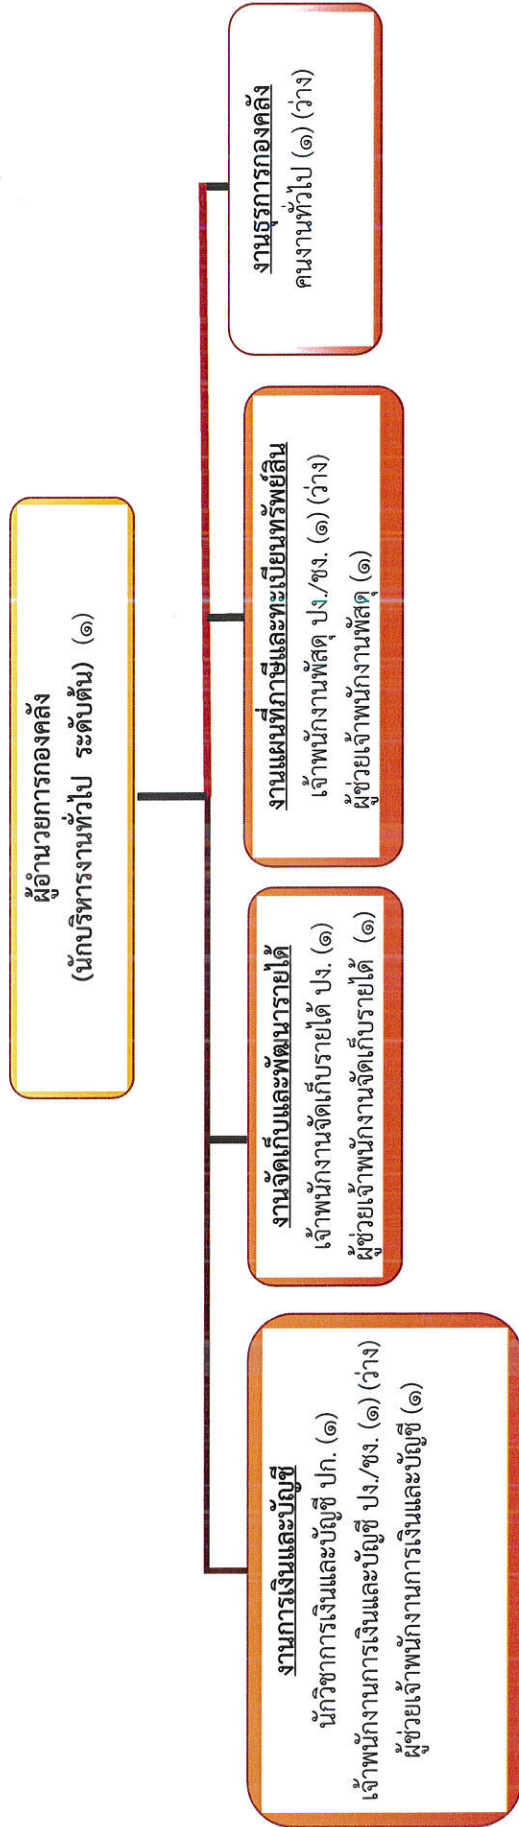 ผู้อำนวยการกองคลัง
(นักบริหารงานทั่วไป ระดับต้น) (๑)
งานการเงินและบัญชี
นักวิชาการเงินและบัญชี ปก. (๑)
เจ้าพนักงานการเงินและบัญชี ปง./ชง. (๑) (ว่าง)
ผู้ช่วยเจ้าพนักงานการเงินและบัญชี (๑)
งานจัดเก็บและพัฒนารายได้
เจ้าพนักงานจัดเก็บรายได้ ปง. (๑)
ผู้ช่วยเจ้าพนักงานจัดเก็บรายได้ (๑)
งานแผนที่ภาษีและทะเบียนทรัพย์สิน
เจ้าพนักงานพัสดุ ปง./ชง. (๑) (ว่าง)
ผู้ช่วยเจ้าพนักงานพัสดุ (๑)
งานธุรการกองคลัง
คนงานทั่วไป (๑) (ว่าง)